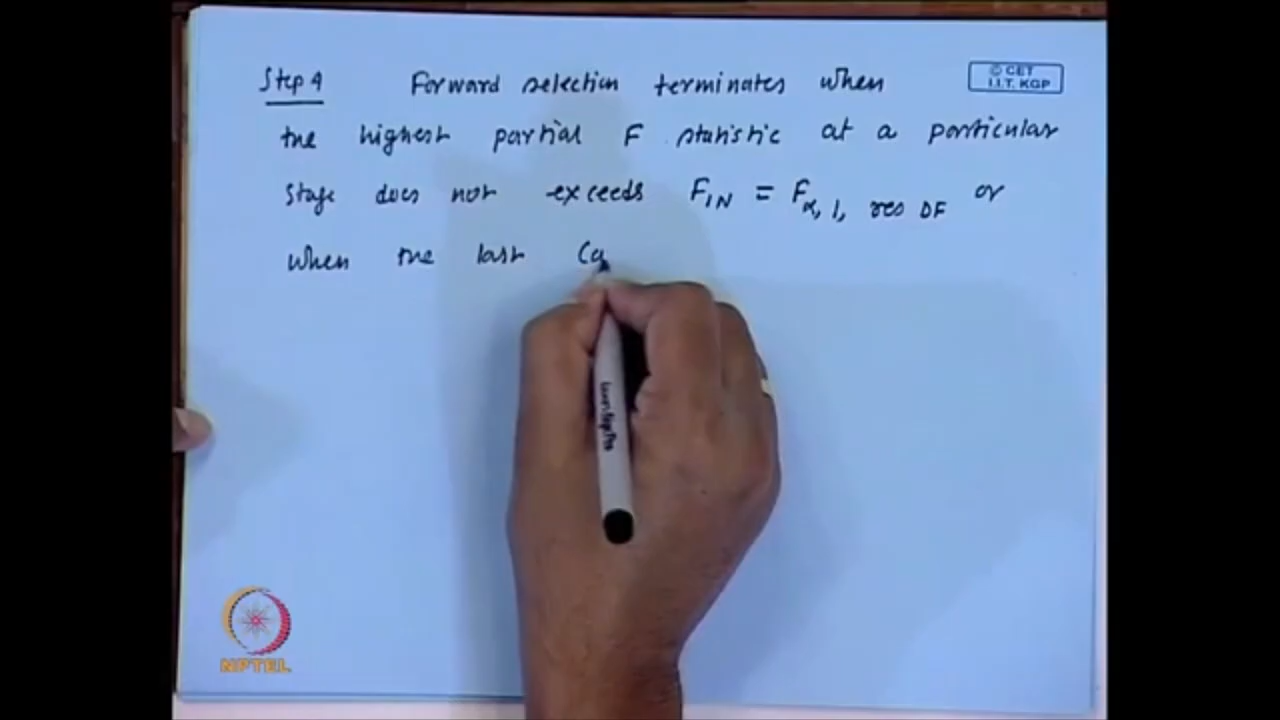 Step 4 Forward selection terminates when
© CET
I.I.T. KGP
the highest partial F statistic at a particular
stage does not exceeds F_IN = F_α, 1, res DF or
when the last Ca
NPTEL